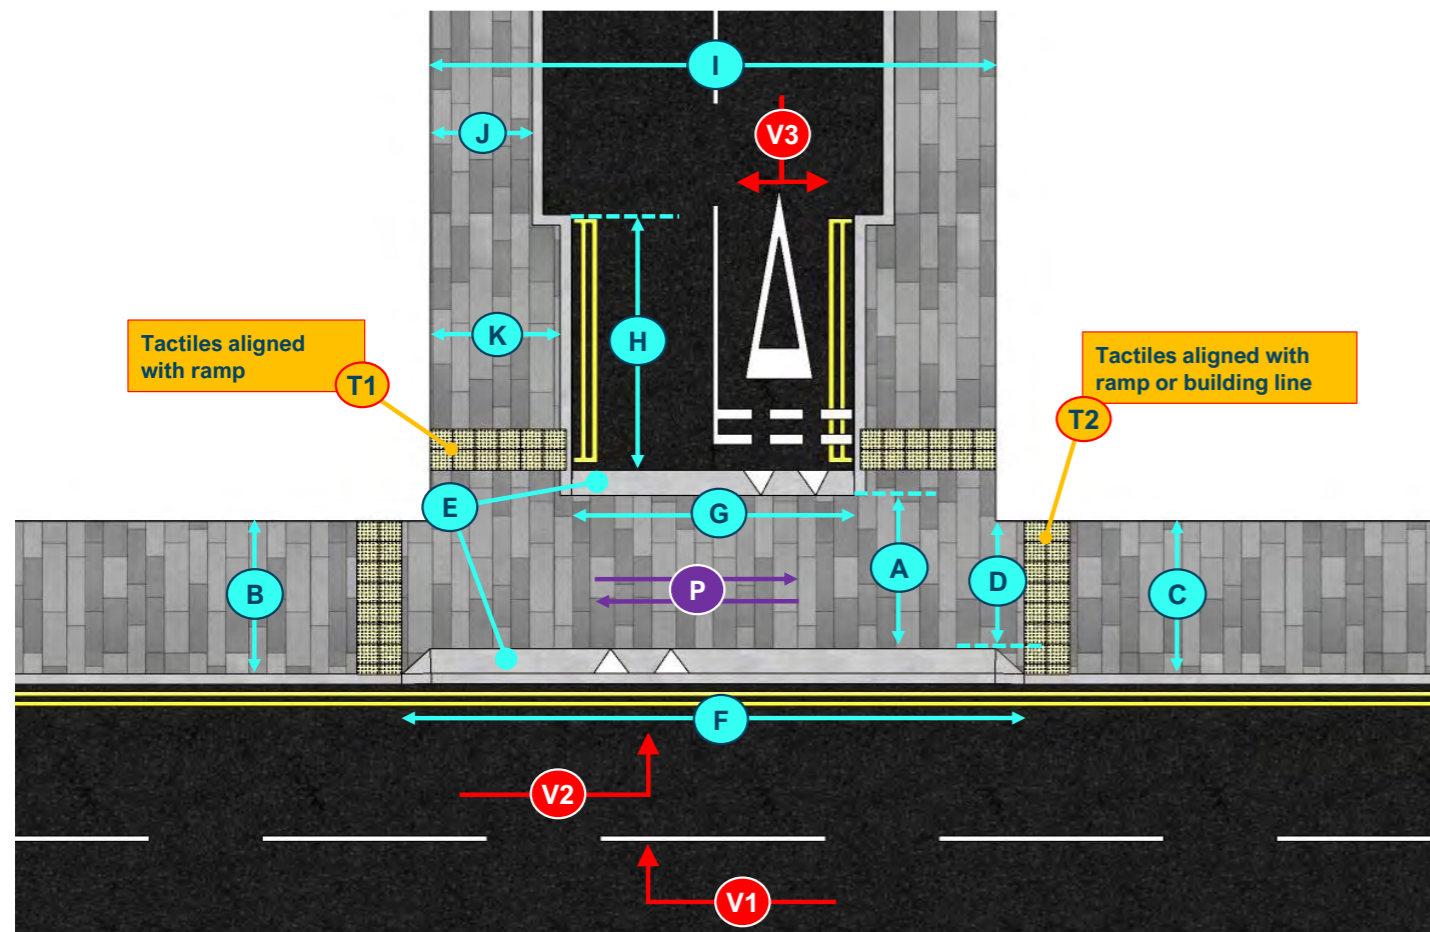 I
J
V3
K
H
Tactiles aligned
with ramp
T1
Tactiles aligned with
ramp or building line
T2
E
G
A
D
B
P
C
F
V2
V1